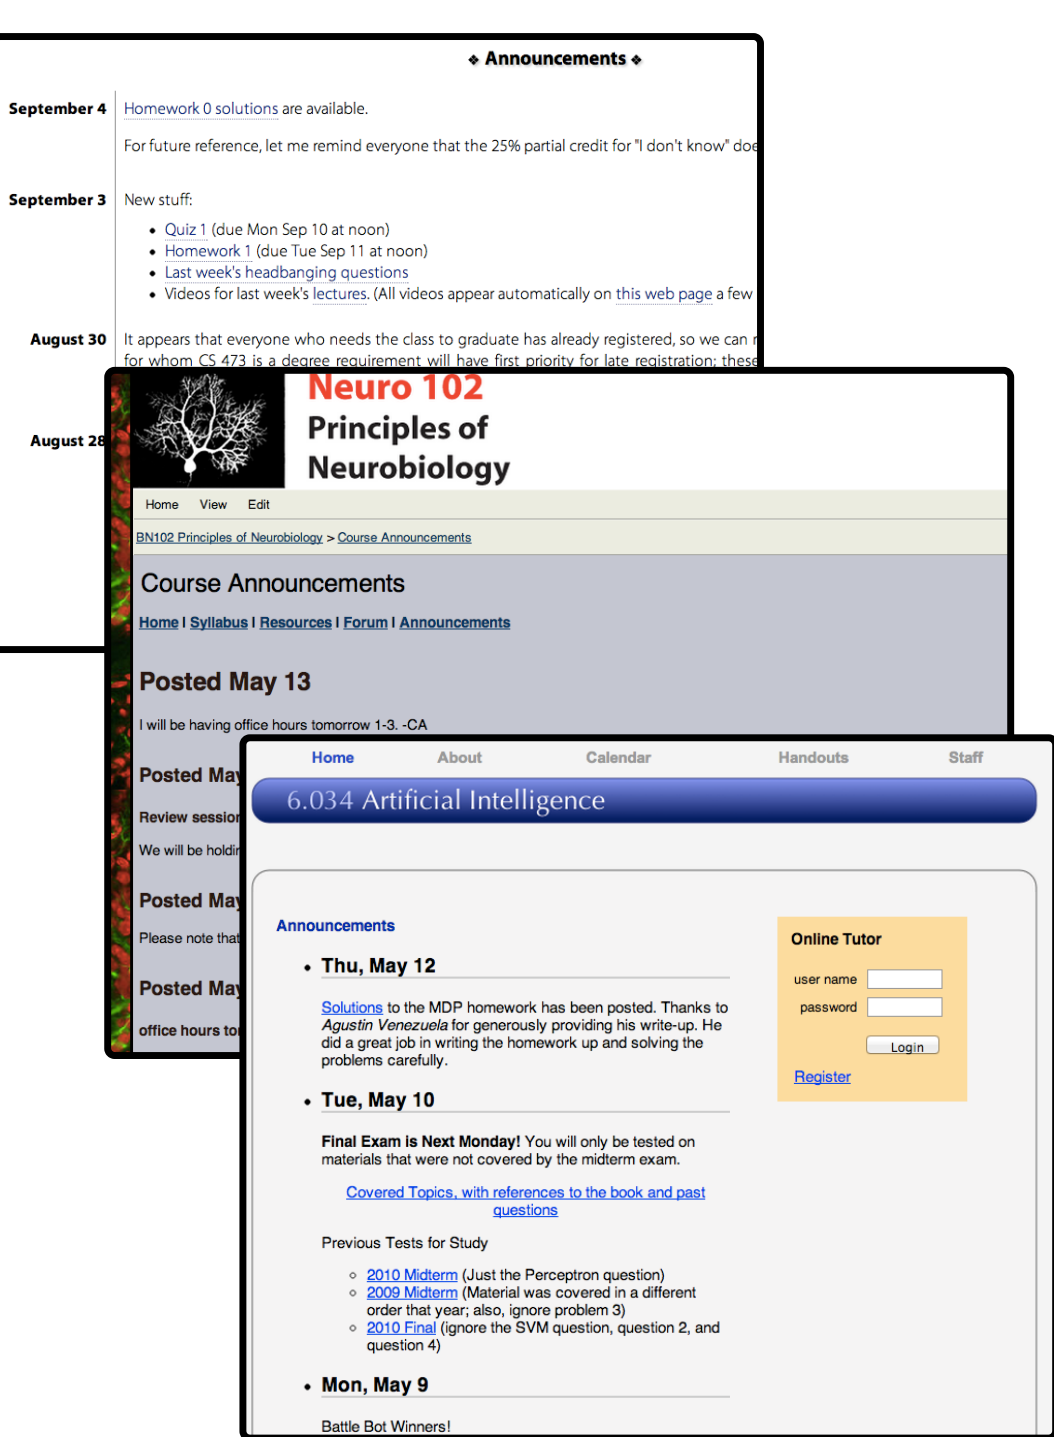 ❖ Announcements ❖
September 4
Homework 0 solutions are available.
For future reference, let me remind everyone that the 25% partial credit for "I don't know" doe
September 3
New stuff:
• Quiz 1 (due Mon Sep 10 at noon)
• Homework 1 (due Tue Sep 11 at noon)
• Last week's headbanging questions
• Videos for last week's lectures. (All videos appear automatically on this web page a few
August 30
It appears that everyone who needs the class to graduate has already registered, so we can
for whom CS 473 is a degree requirement will have first priority for late registration; these
August 28
Neuro 102
Principles of
Neurobiology
Home View Edit
BN102 Principles of Neurobiology > Course Announcements
Course Announcements
Home I Syllabus I Resources I Forum I Announcements
Posted May 13
I will be having office hours tomorrow 1-3. -CA
Posted May
Review session
We will be holdin
Posted May
Please note that
Posted May
office hours to
Home About Calendar Handouts Staff
6.034 Artificial Intelligence
Announcements
• Thu, May 12
Solutions to the MDP homework has been posted. Thanks to
Agustin Venezuela for generously providing his write-up. He
did a great job in writing the homework up and solving the
problems carefully.
• Tue, May 10
Final Exam is Next Monday! You will only be tested on
materials that were not covered by the midterm exam.
Covered Topics, with references to the book and past
questions
Previous Tests for Study
○ 2010 Midterm (Just the Perceptron question)
○ 2009 Midterm (Material was covered in a different
order that year; also, ignore problem 3)
○ 2010 Final (ignore the SVM question, question 2, and
question 4)
• Mon, May 9
Battle Bot Winners!
Online Tutor
user name
password
Login
Register